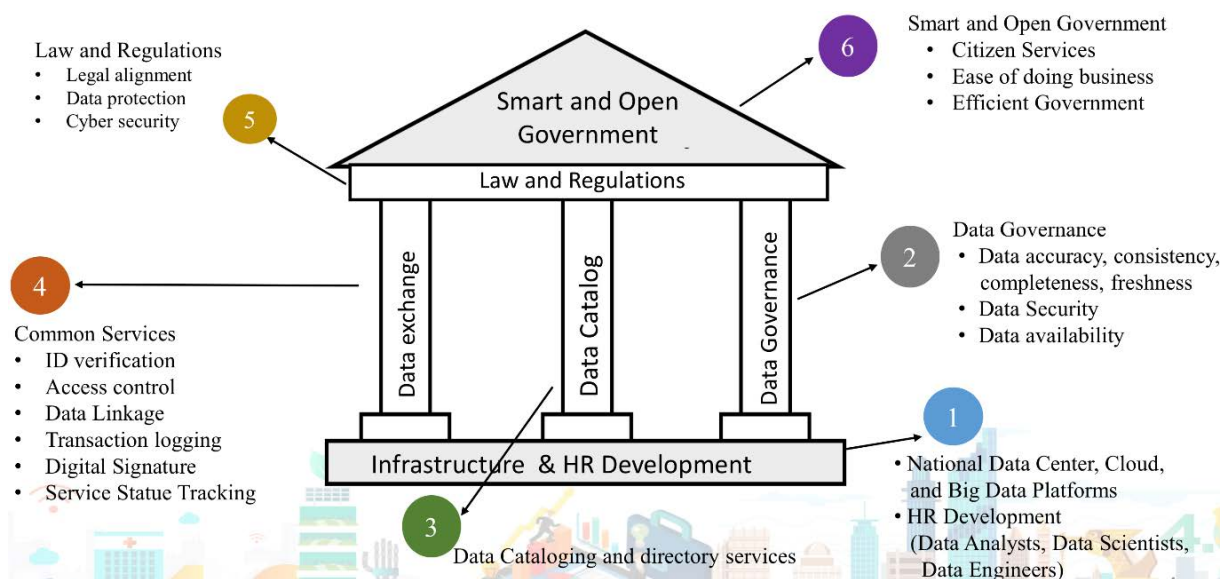 Law and Regulations
• Legal alignment
• Data protection
• Cyber security
5
6
Smart and Open Government
• Citizen Services
• Ease of doing business
• Efficient Government
Smart and Open
Government
Law and Regulations
Data exchange
Data Catalog
Data Governance
4
Common Services
• ID verification
• Access control
• Data Linkage
• Transaction logging
• Digital Signature
• Service Statue Tracking
2
Data Governance
• Data accuracy, consistency,
completeness, freshness
• Data Security
• Data availability
Infrastructure & HR Development
1
• National Data Center, Cloud,
and Big Data Platforms
• HR Development
(Data Analysts, Data Scientists,
Data Engineers)
3
Data Cataloging and directory services